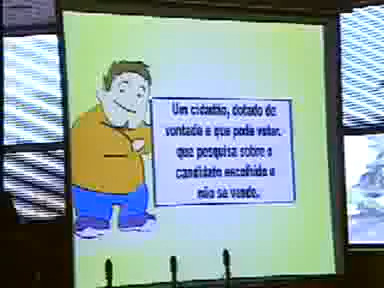 Um cidadão, dotado de
vontade e que pode votar,
que pesquisa sobre o
candidato escolhido e
não se vende.